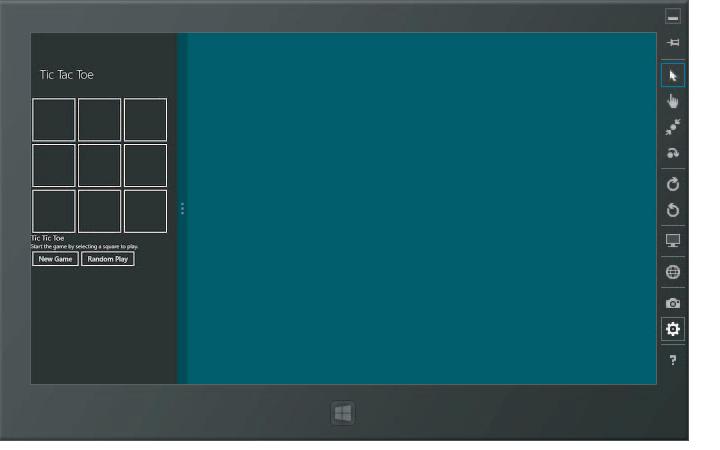 Tic Tac Toe
Tic Tic Toe
Start the game by selecting a square to play.
New Game
Random Play
?